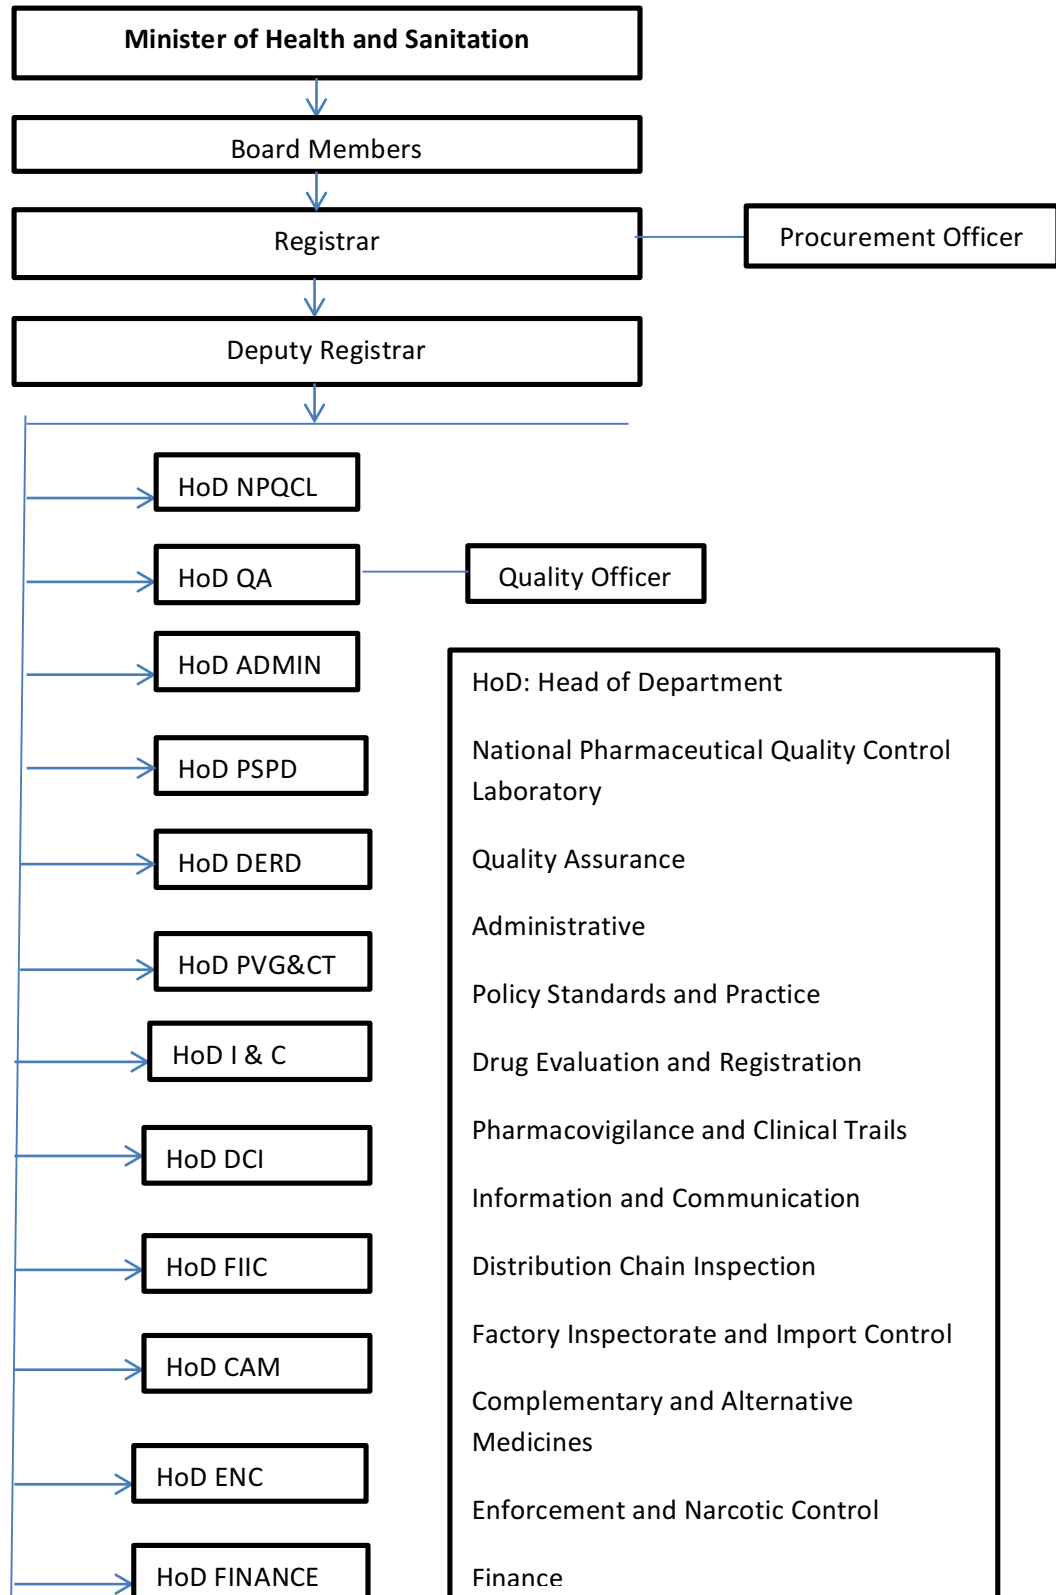 Minister of Health and Sanitation
Board Members
Registrar
Procurement Officer
Deputy Registrar
HoD NPQCL
HoD QA
Quality Officer
HoD ADMIN
HoD PSPD
HoD DERD
HoD PVG&CT
HoD I & C
HoD DCI
HoD FIIC
HoD CAM
HoD ENC
HoD FINANCE
HoD: Head of Department
National Pharmaceutical Quality Control
Laboratory
Quality Assurance
Administrative
Policy Standards and Practice
Drug Evaluation and Registration
Pharmacovigilance and Clinical Trails
Information and Communication
Distribution Chain Inspection
Factory Inspectorate and Import Control
Complementary and Alternative
Medicines
Enforcement and Narcotic Control
Finance